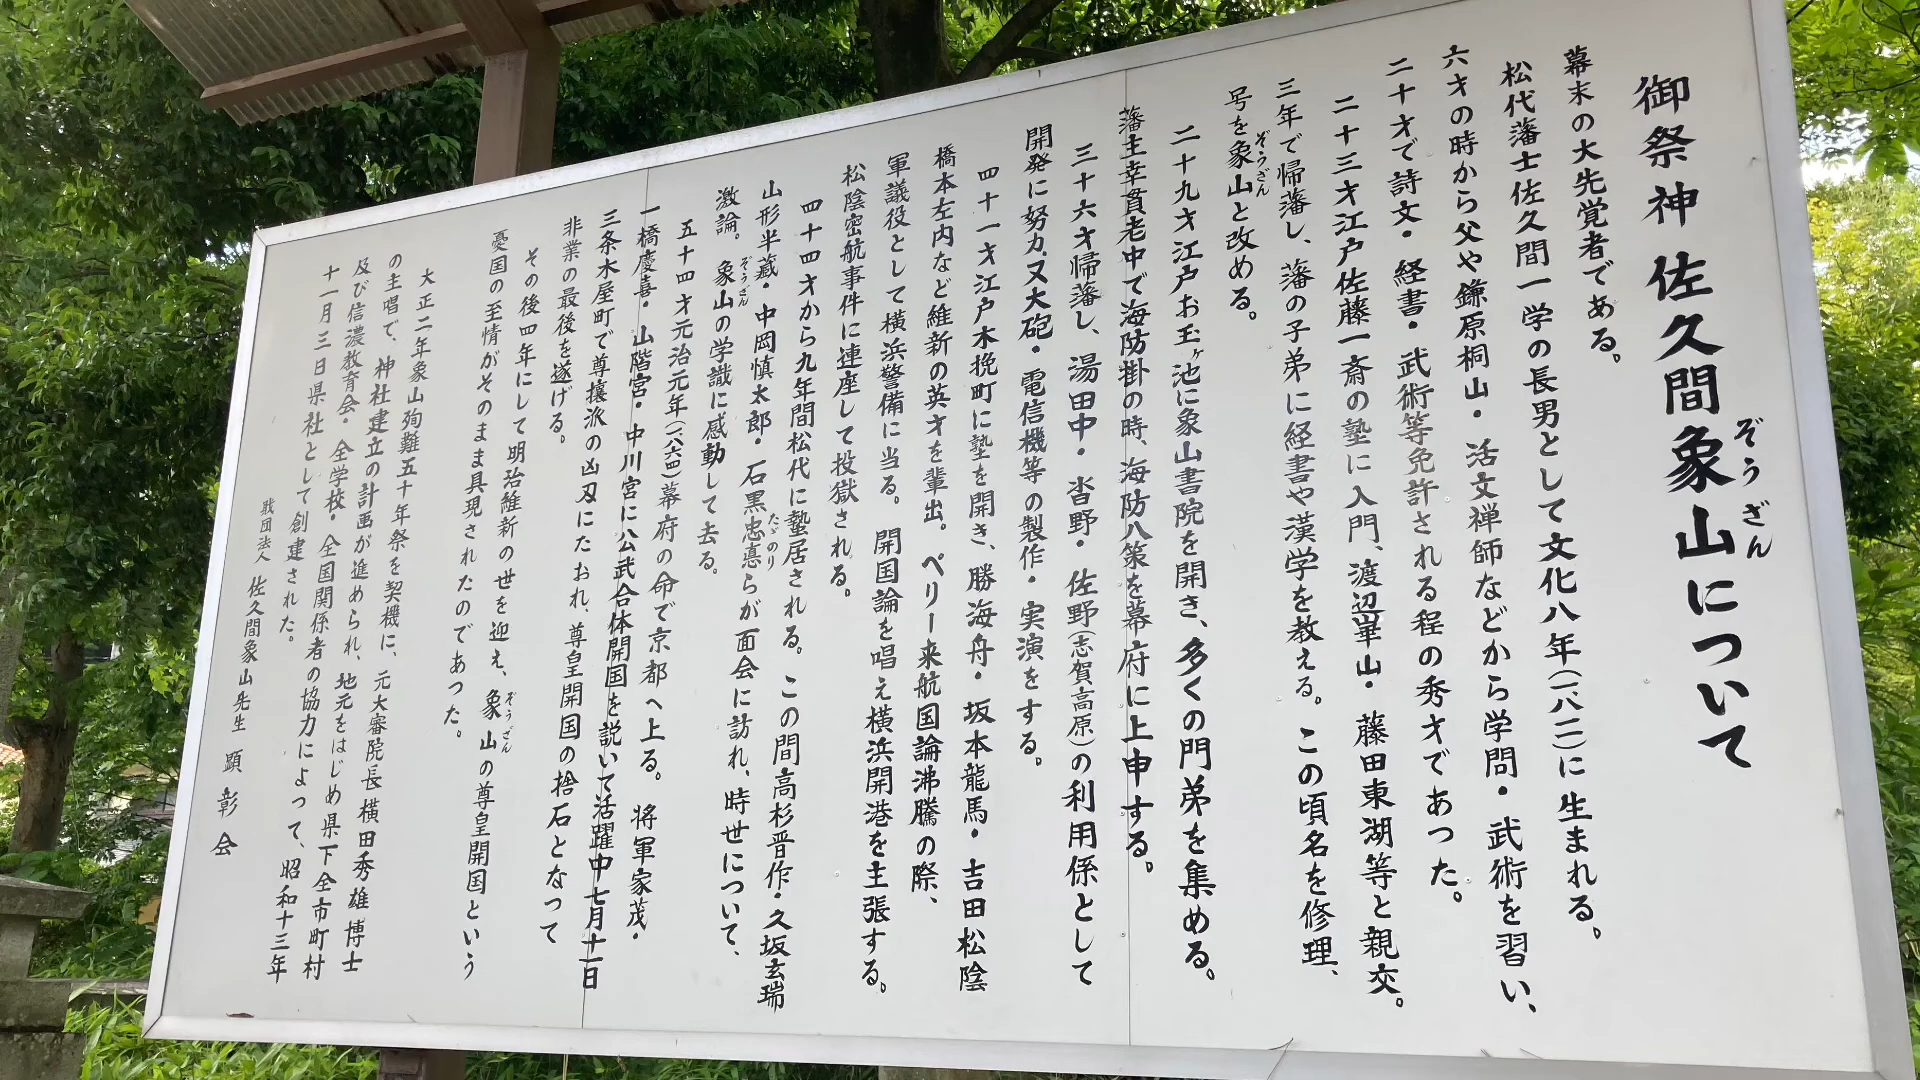 御祭神 佐久間象山について
ぞうざん
幕末の大先覚者である。
松代藩士佐久間一学の長男として文化八年(一八一一)に生まれる。
六才の時から父や鎌原桐山・活文禅師などから学問・武術を習い、
二十才で詩文・経書・武術等免許される程の秀才であった。
二十三才江戸佐藤一斎の塾に入門、渡辺崋山・藤田東湖等と親交。
三年で帰藩し、藩の子弟に経書や漢学を教える。この頃名を修理、
号を象山と改める。
ぞうざん
二十九才江戸お玉ヶ池に象山書院を開き、多くの門弟を集める。
藩主幸貫老中で海防掛の時、海防八策を幕府に上申する。
三十六才帰藩し、湯田中・沓野・佐野(志賀高原)の利用係として
開発に努力又大砲・電信機等の製作・実演をする。
四十一才江戸木挽町に塾を開き、勝海舟・坂本龍馬・吉田松陰
橋本左内など維新の英才を輩出。ペリー来航国論沸騰の際、
軍議役として横浜警備に当る。開国論を唱え横浜開港を主張する。
松陰密航事件に連座して投獄される。
四十四才から九年間松代に蟄居される。この間高杉晋作・久坂玄瑞
山形半蔵・中岡慎太郎・石黒忠悳らが面会に訪れ、時世について、
たゞのり
激論。象山の学識に感動して去る。
ぞうざん
五十四才元治元年(一八六四)幕府の命で京都へ上る。将軍家茂・
一橋慶喜・山階宮・中川宮に公武合体開国を説いて活躍中七月十一日
三条木屋町で尊攘派の凶刃にたおれ、尊皇開国の捨石となって
非業の最後を遂げる。
その後四年にして明治維新の世を迎え、象山の尊皇開国という
ぞうざん
憂国の至情がそのまま具現されたのであった。
大正二年象山殉難五十年祭を契機に、元大審院長横田秀雄博士
の主唱で、神社建立の計画が進められ、地元をはじめ県下全市町村
及び信濃教育会・全学校・全国関係者の協力によって、昭和十三年
十一月三日県社として創建された。
財団法人 佐久間象山先生顕彰会